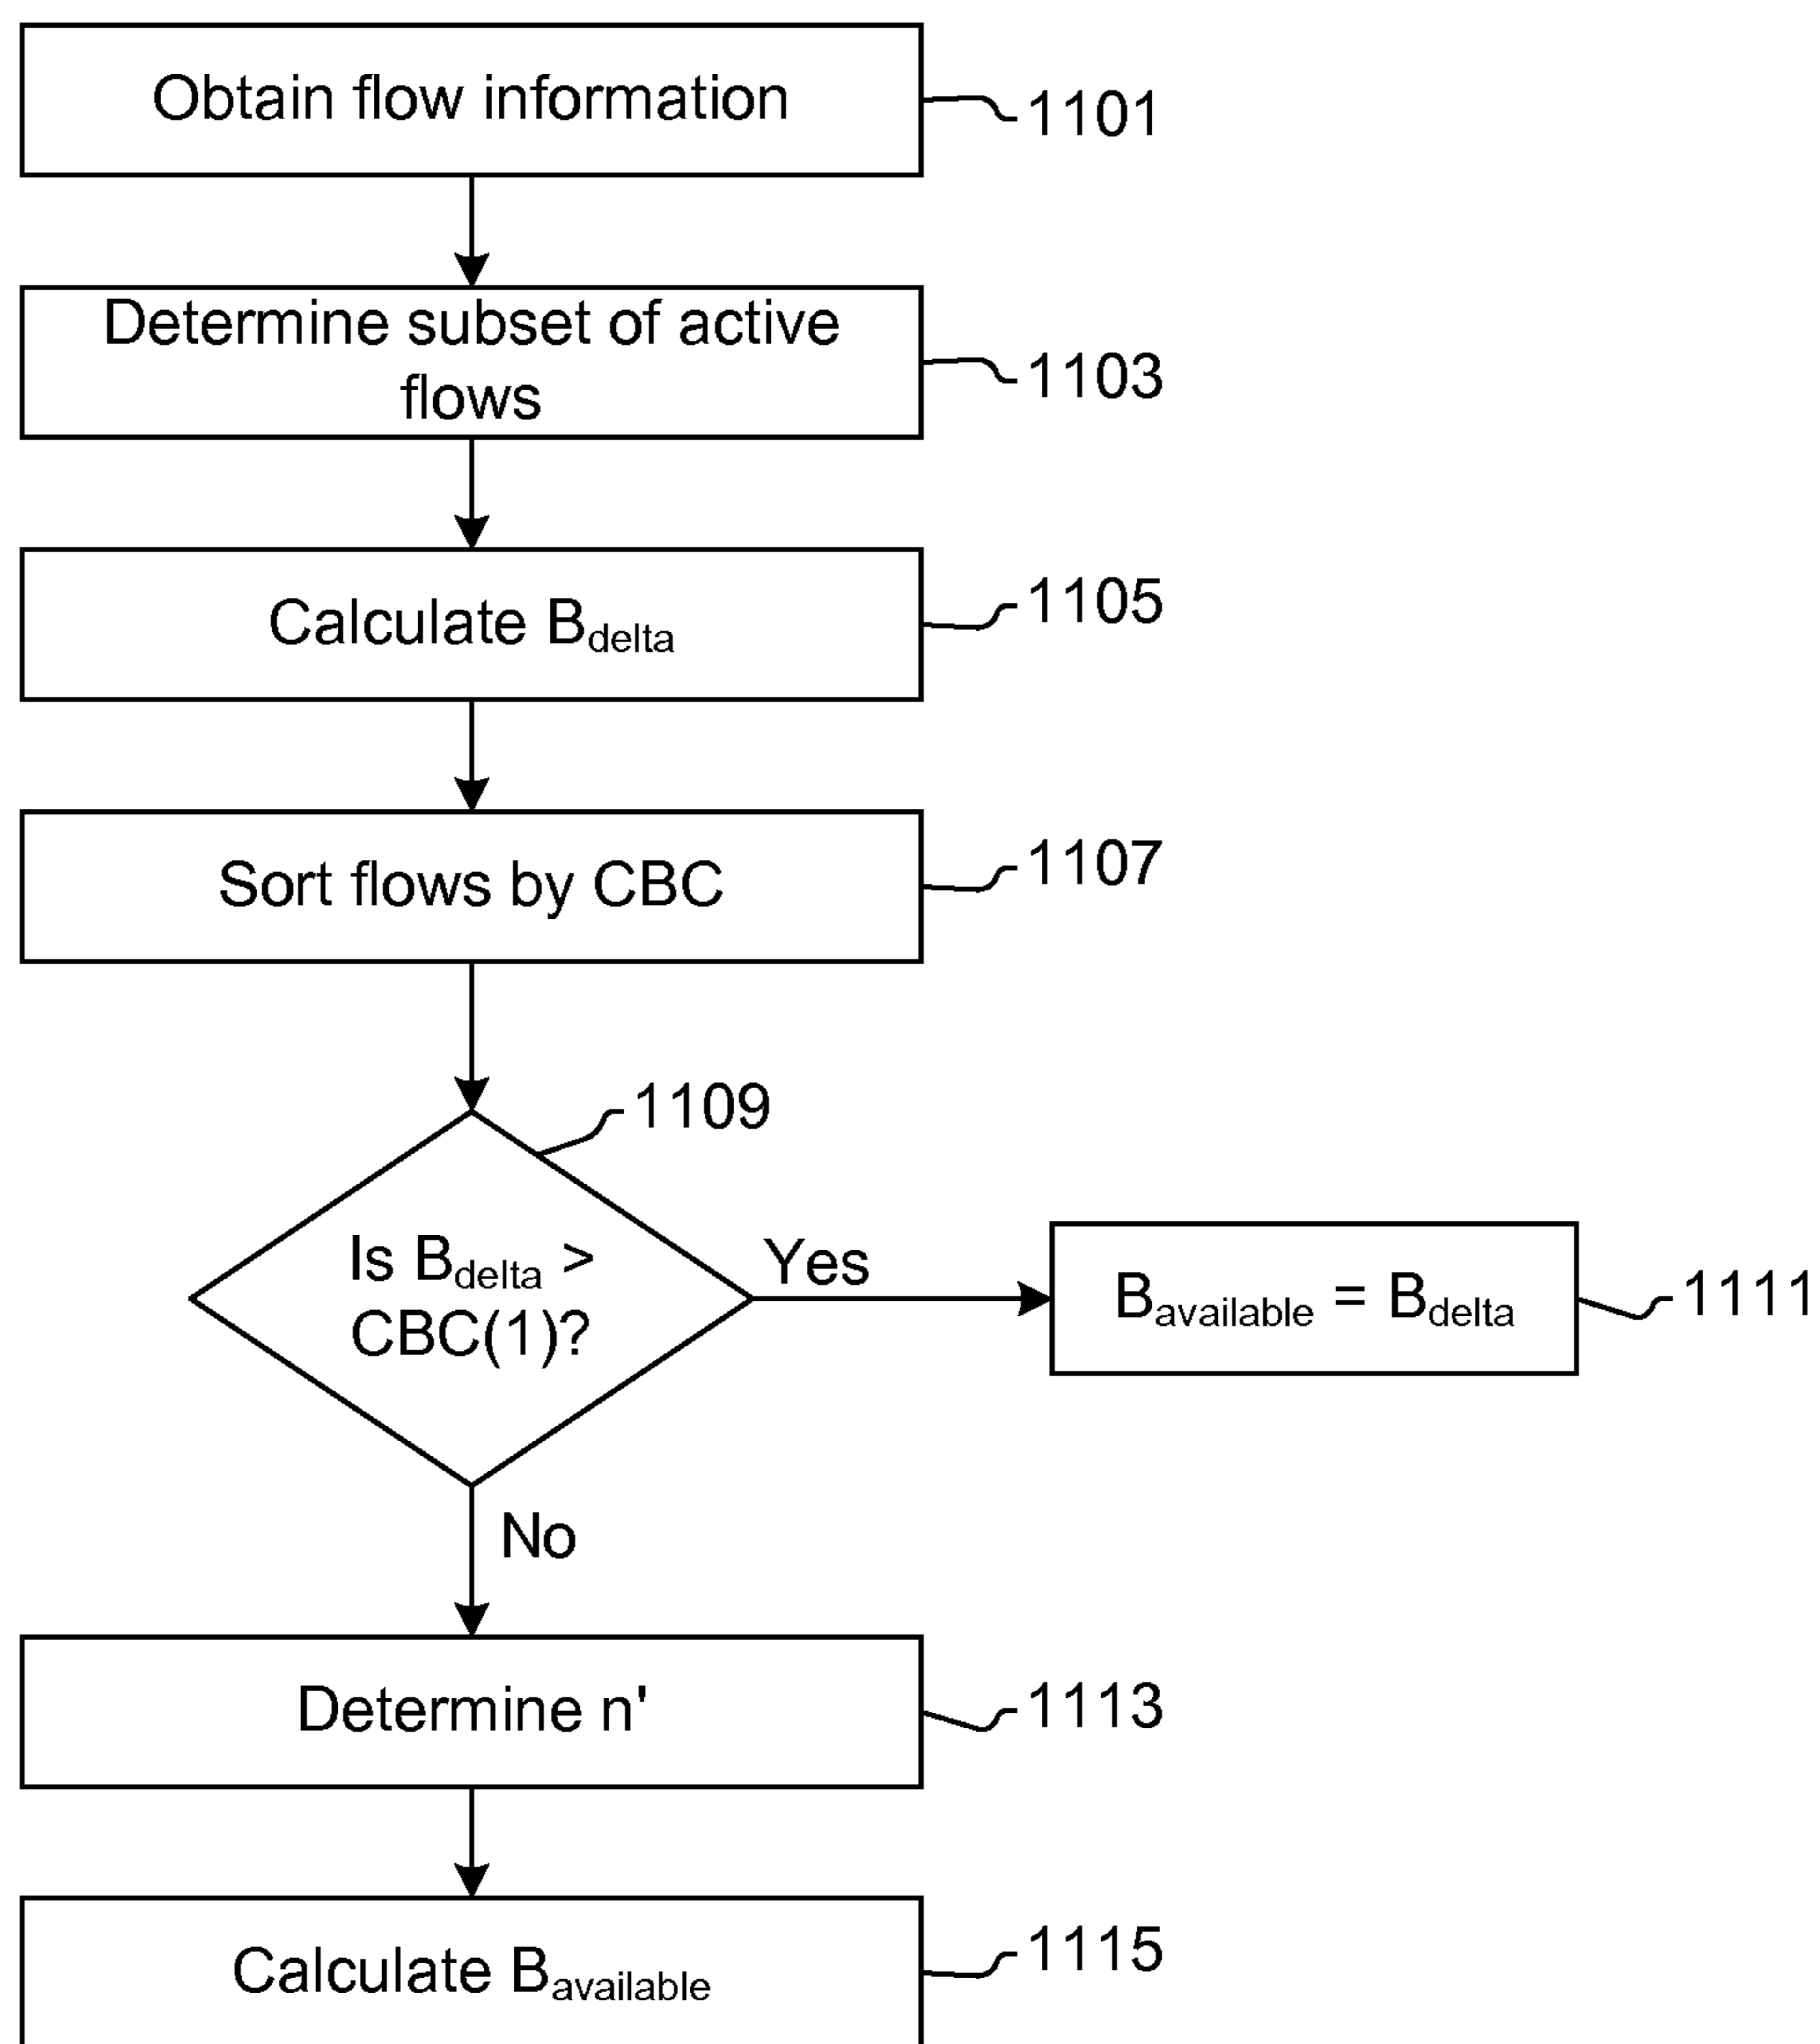 Obtain flow information
1101
Determine subset of active
flows
1103
Calculate Bdelta
1105
Sort flows by CBC
1107
1109
Is Bdelta >
CBC(1)?
Yes
Bavailable = Bdelta
1111
No
Determine n'
1113
Calculate Bavailable
1115